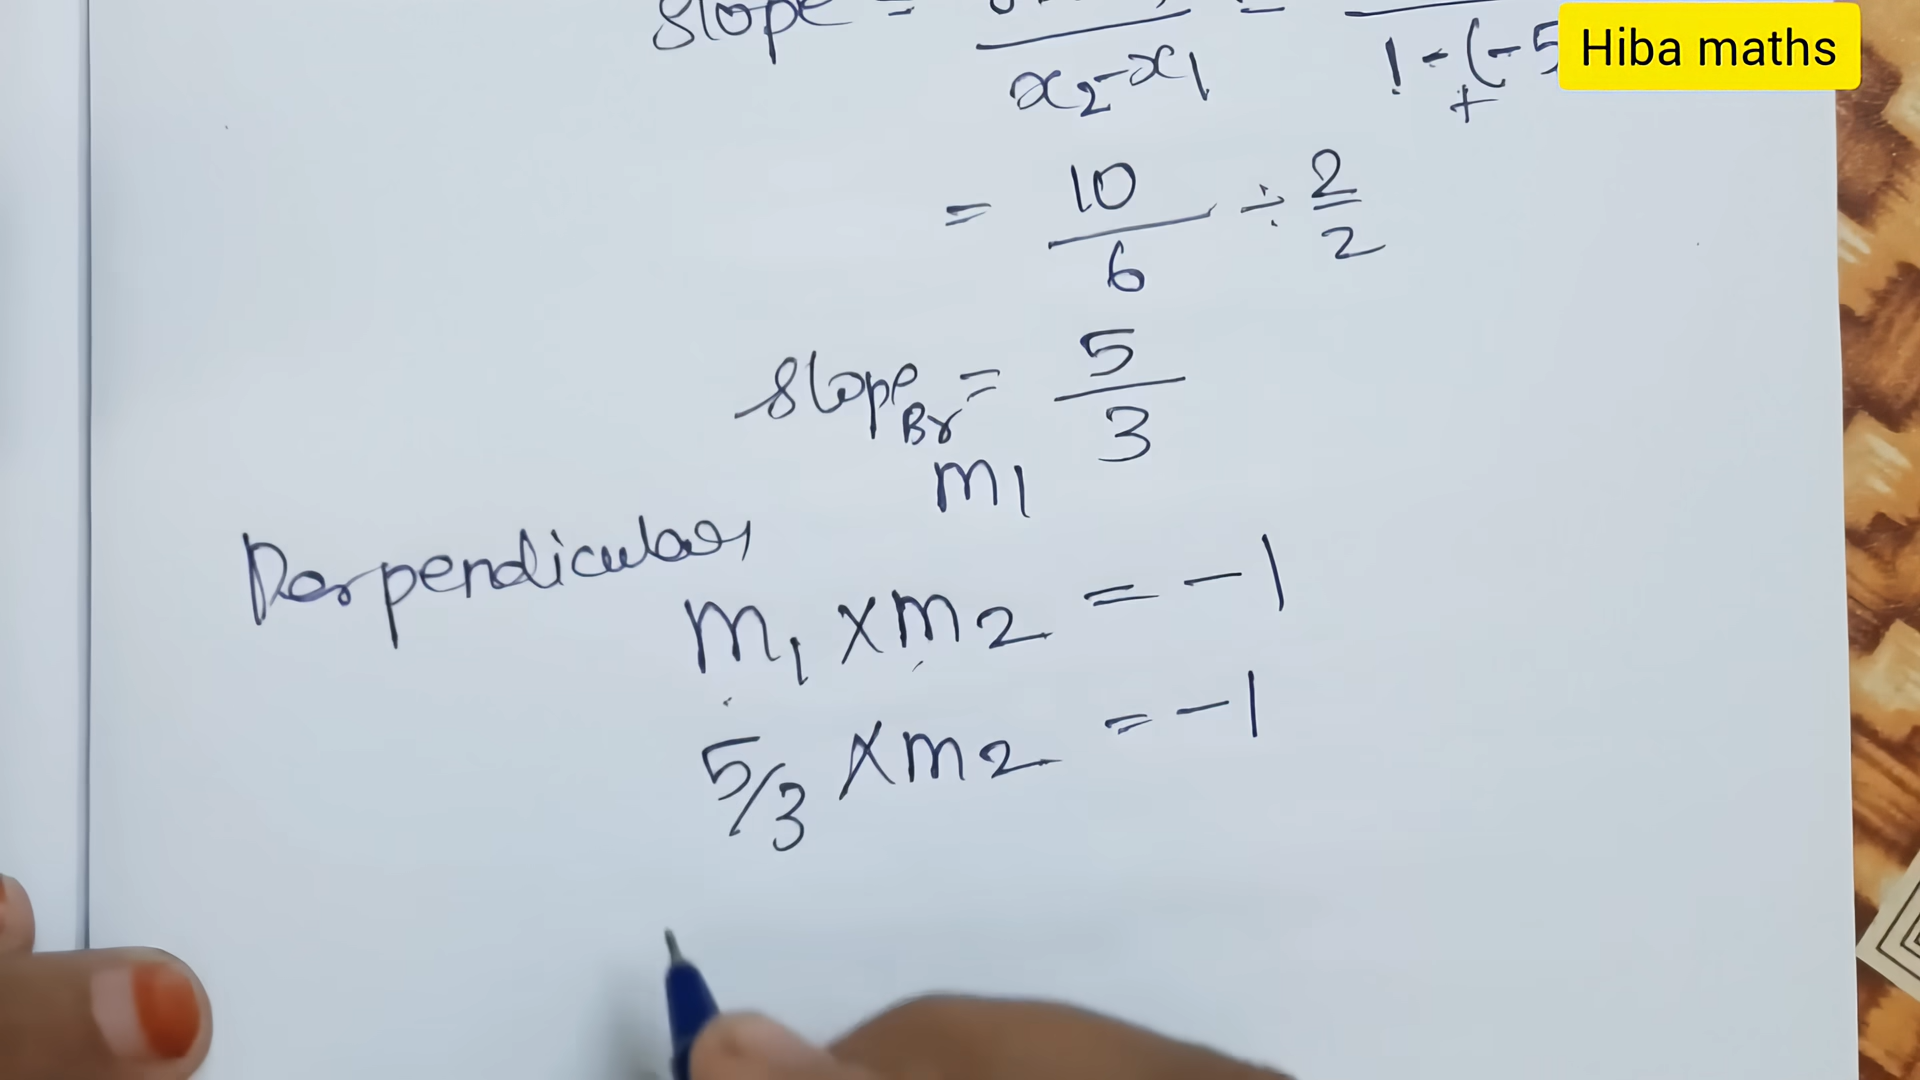 Slope =
x2-x1 = 1-(-5
+
Hiba maths
= 10/6 ÷ 2/2
Slope Br = 5/3
m1
Perpendicular,
m1 x m2 = -1
5/3 x m2 = -1